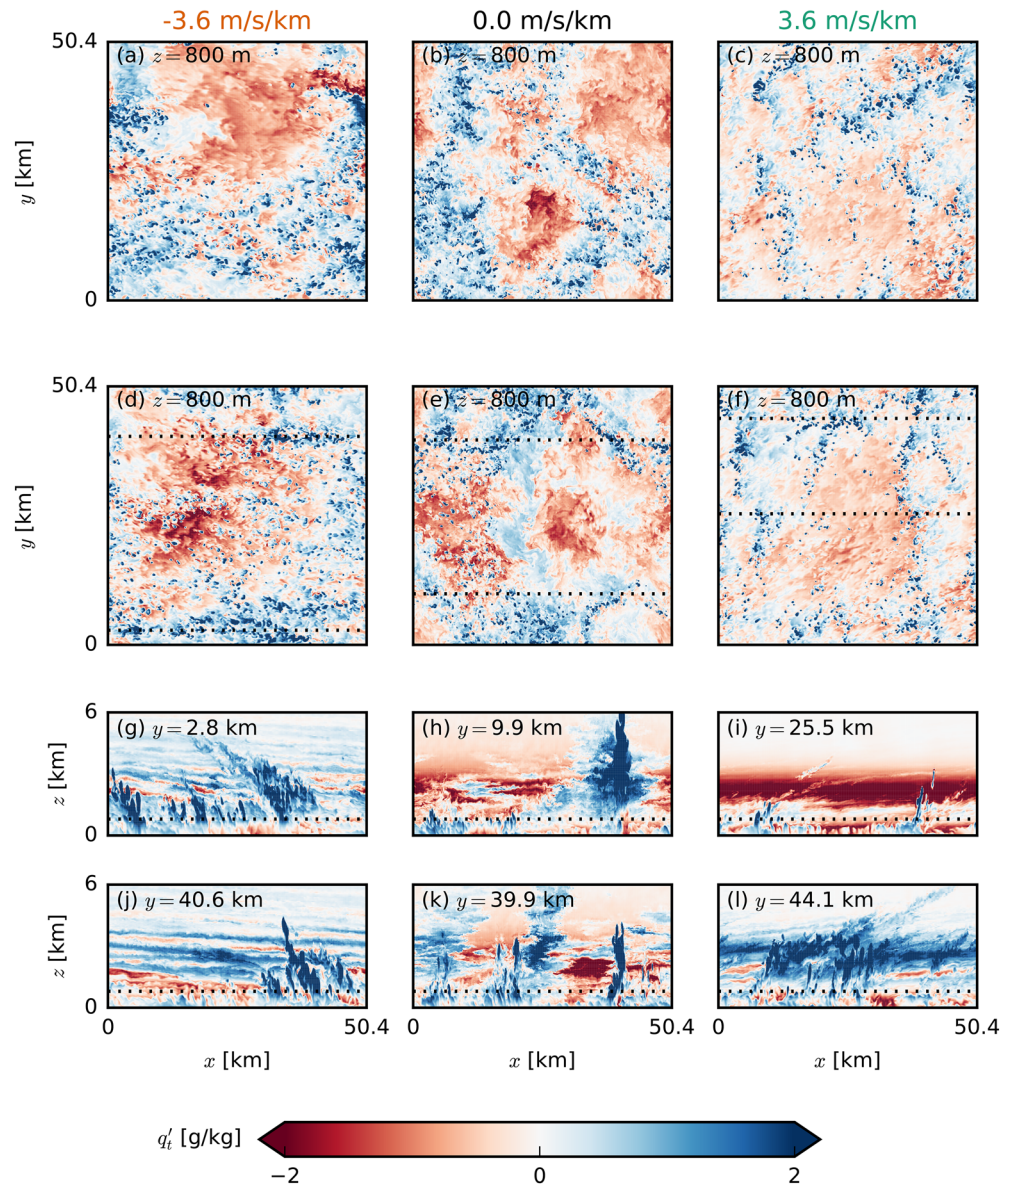 -3.6 m/s/km 0.0 m/s/km 3.6 m/s/km
50.4
(a) z = 800 m (b) z = 800 m (c) z = 800 m
y [km]
0
50.4
(d) z = 800 m (e) z = 800 m (f) z = 800 m
y [km]
0
6
(g) y = 2.8 km (h) y = 9.9 km (i) y = 25.5 km
z [km]
0
6
(j) y = 40.6 km (k) y = 39.9 km (l) y = 44.1 km
z [km]
0
0 50.4 0 50.4 0 50.4
x [km] x [km] x [km]
q′t [g/kg]
−2 0 2